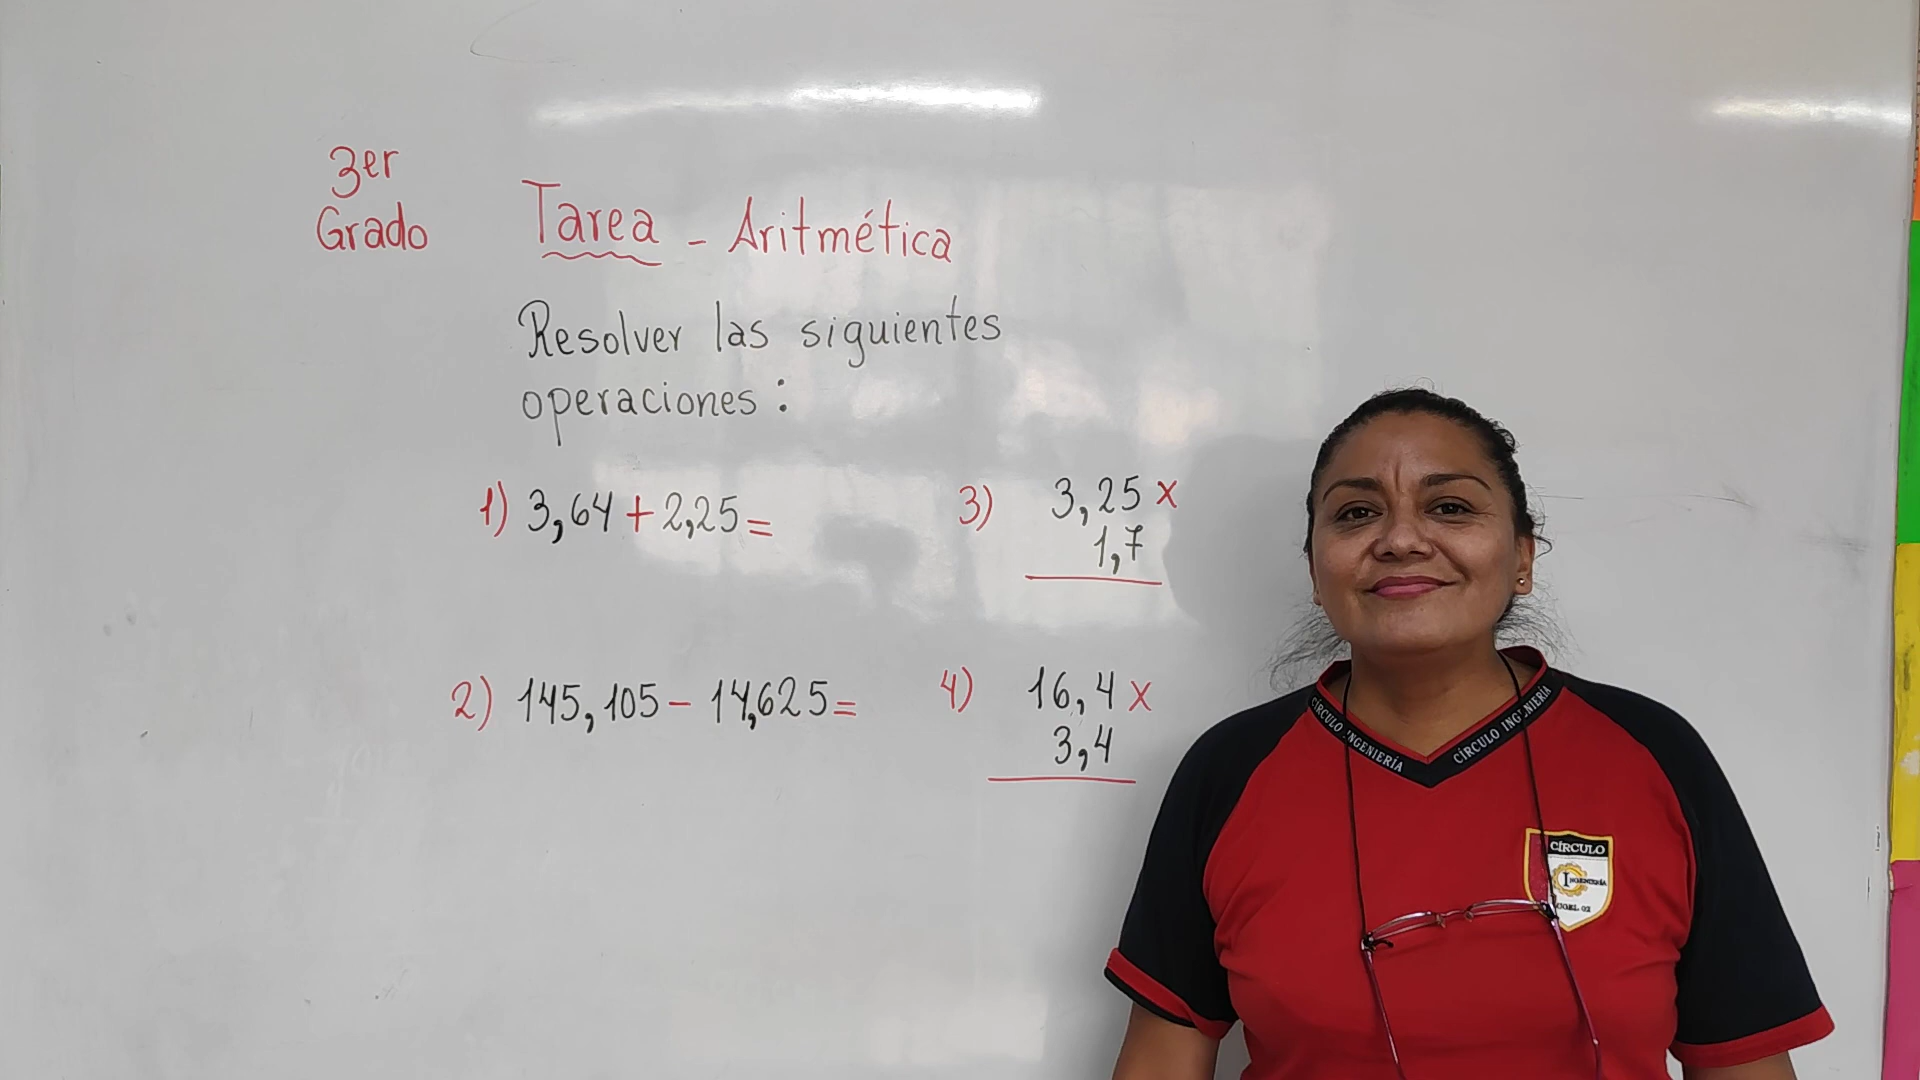 3er
Grado
Tarea - Aritmética
Resolver las siguientes
operaciones:
1) 3,64 + 2,25 =
3) 3,25 x
1,7
2) 145,105 - 14,625 =
4) 16,4 x
3,4
CÍRCULO INGENIERÍA
CÍRCULO INGENIERÍA
CÍRCULO
INGENIERÍA